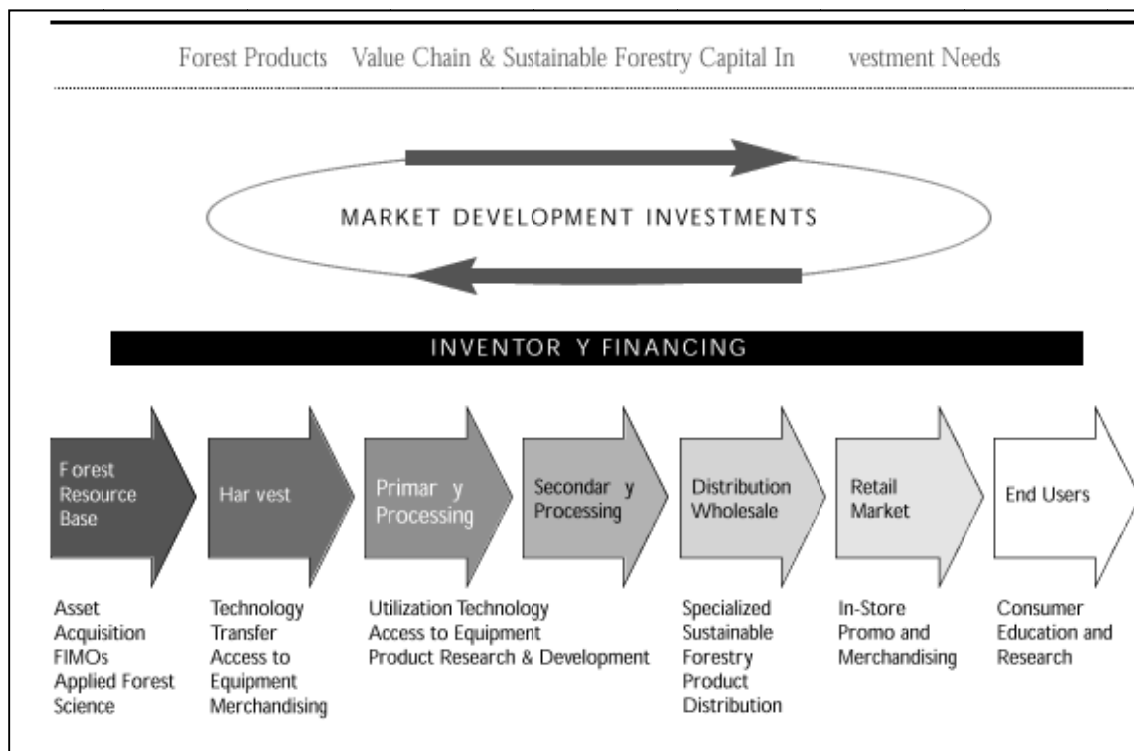 Forest Products Value Chain & Sustainable Forestry Capital In vestment Needs
MARKET DEVELOPMENT INVESTMENTS
INVENTOR Y FINANCING
Forest
Resource
Base
Har vest
Primar y
Processing
Secondar y
Processing
Distribution
Wholesale
Retail
Market
End Users
Asset
Acquisition
FIMOs
Applied Forest
Science
Technology
Transfer
Access to
Equipment
Merchandising
Utilization Technology
Access to Equipment
Product Research & Development
Specialized
Sustainable
Forestry
Product
Distribution
In-Store
Promo and
Merchandising
Consumer
Education and
Research